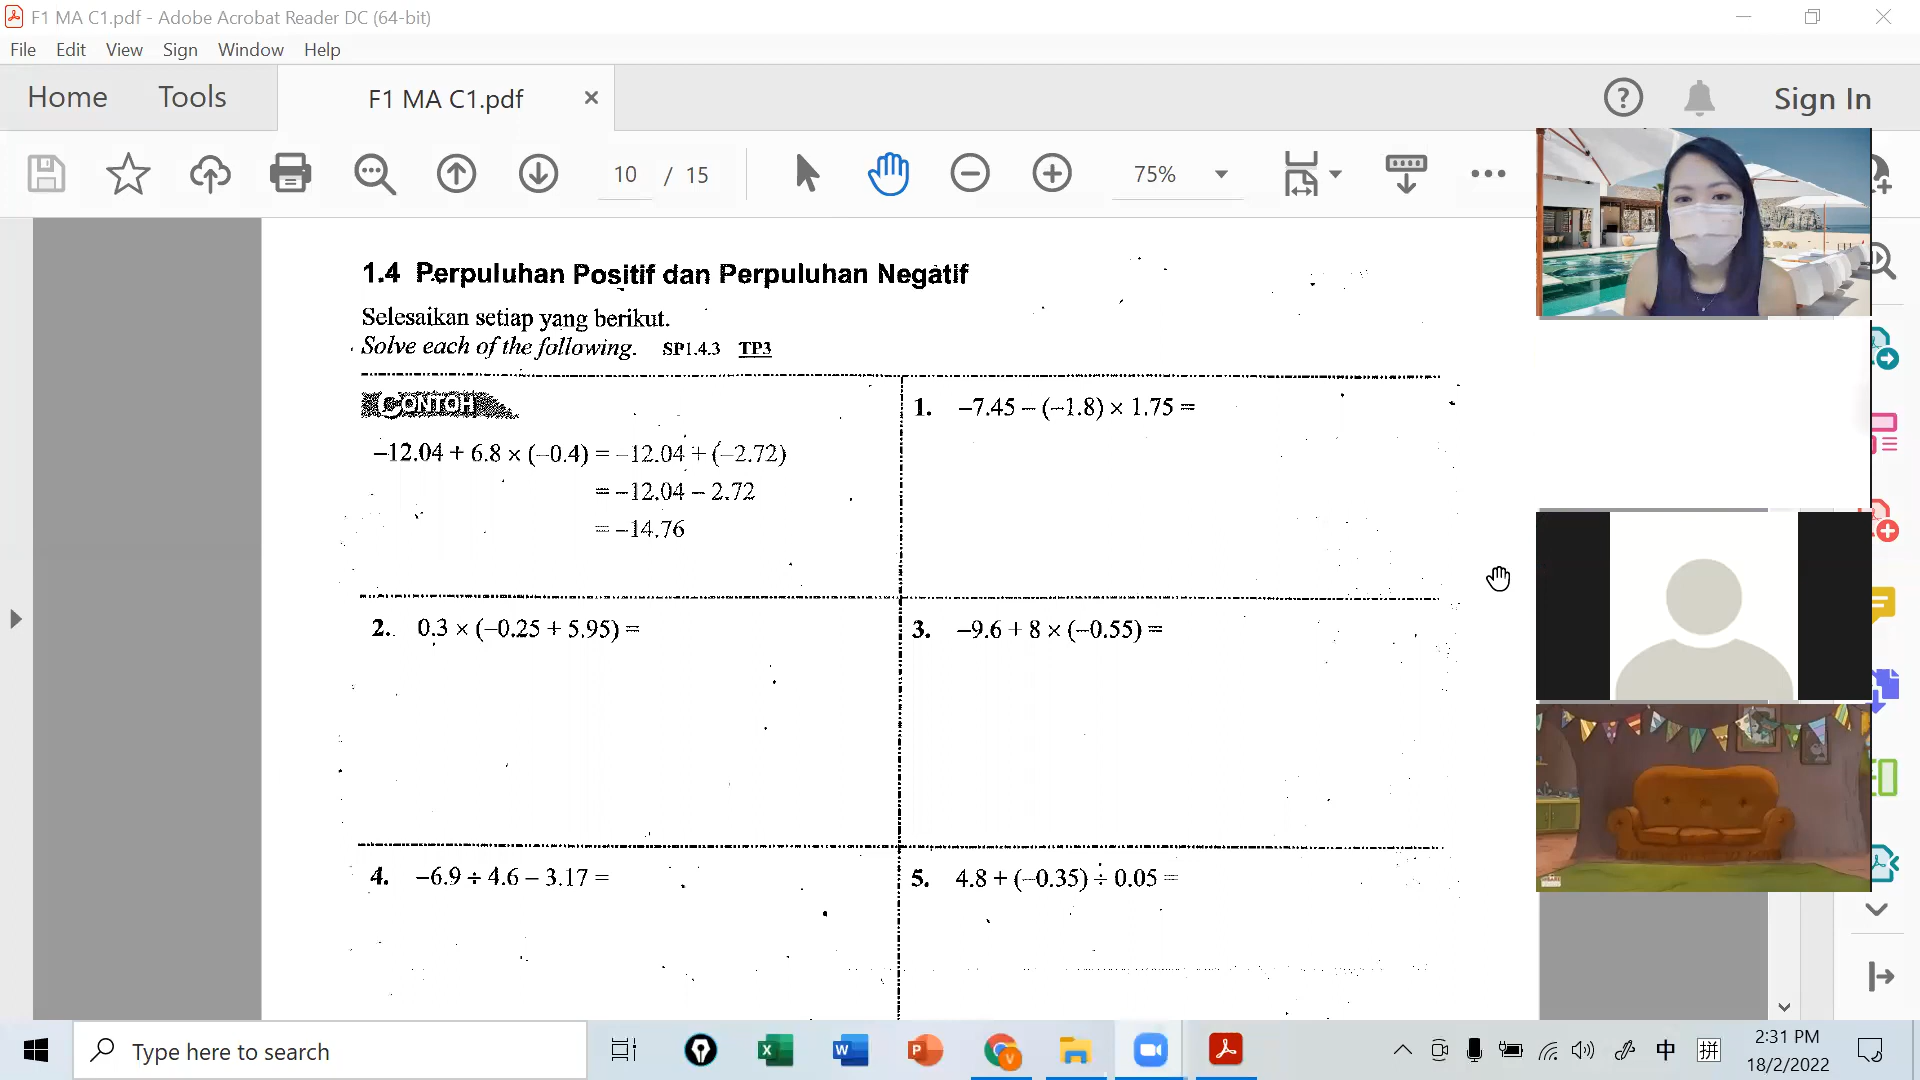 F1 MA C1.pdf - Adobe Acrobat Reader DC (64-bit)
File Edit View Sign Window Help
Home Tools F1 MA C1.pdf Sign In
10 / 15 75%
1.4 Perpuluhan Positif dan Perpuluhan Negatif
Selesaikan setiap yang berikut.
Solve each of the following. SP1.4.3 TP3
CONTOH
–12.04 + 6.8 × (–0.4) = –12.04 + (–2.72)
= –12.04 – 2.72
= –14.76
1. –7.45 – (–1.8) × 1.75 =
2. 0.3 × (–0.25 + 5.95) =
3. –9.6 + 8 × (–0.55) =
4. –6.9 ÷ 4.6 – 3.17 =
5. 4.8 + (–0.35) ÷ 0.05 =
Type here to search
中 拼
2:31 PM
18/2/2022